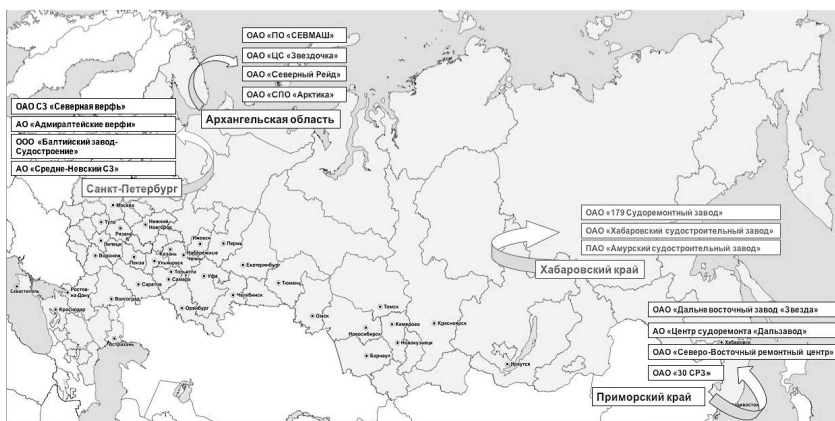 ОАО «ПО «СЕВМАШ»
ОАО «ЦС «Звездочка»
ОАО «Северный Рейд»
ОАО «СПО «Арктика»
Архангельская область
ОАО СЗ «Северная верфь»
АО «Адмиралтейские верфи»
ООО «Балтийский завод-
Судостроение»
АО «Средне-Невский СЗ»
Санкт-Петербург
ОАО «179 Судоремонтный завод»
ОАО «Хабаровский судостроительный завод»
ПАО «Амурский судостроительный завод»
Хабаровский край
ОАО «Дальневосточный завод «Звезда»
АО «Центр судоремонта «Дальзавод»
Хабаровск
ОАО «Северо-Восточный ремонтный центр»
ОАО «30 СРЗ»
Приморский край
Москва
Тула
Рязань
Нижний
Новгород
Липецк
Воронеж
Пенза
Казань
Ульяновск
Ижевск
Набережные
Челны
Пермь
Тольятти
Самара
Саратов
Уфа
Екатеринбург
Челябинск
Тюмень
Оренбург
Волгоград
Севастополь
Ростов-
на-Дону
Краснодар
Астрахань
Омск
Томск
Новосибирск
Кемерово
Новокузнецк
Барнаул
Красноярск
Иркутск